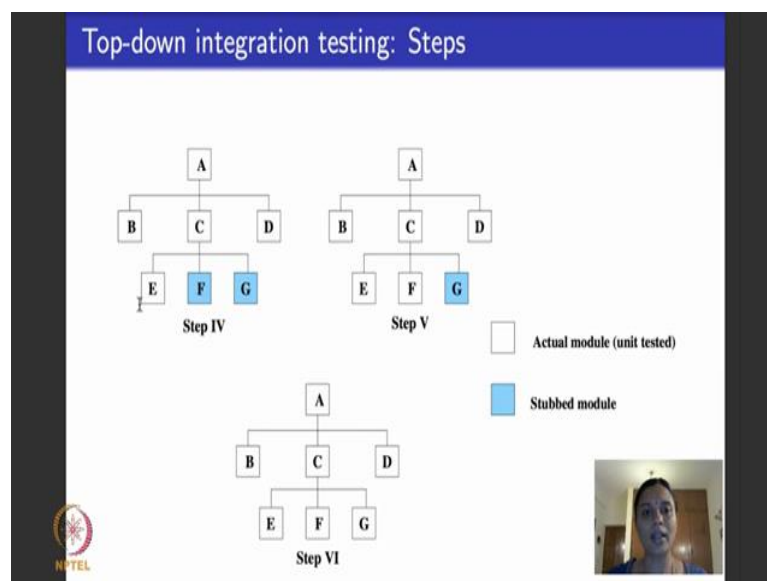 Top-down integration testing: Steps
A
A
B
C
D
B
C
D
E
F
G
E
F
G
Step IV
Step V
Actual module (unit tested)
Stubbed module
A
B
C
D
E
F
G
Step VI
NPTEL